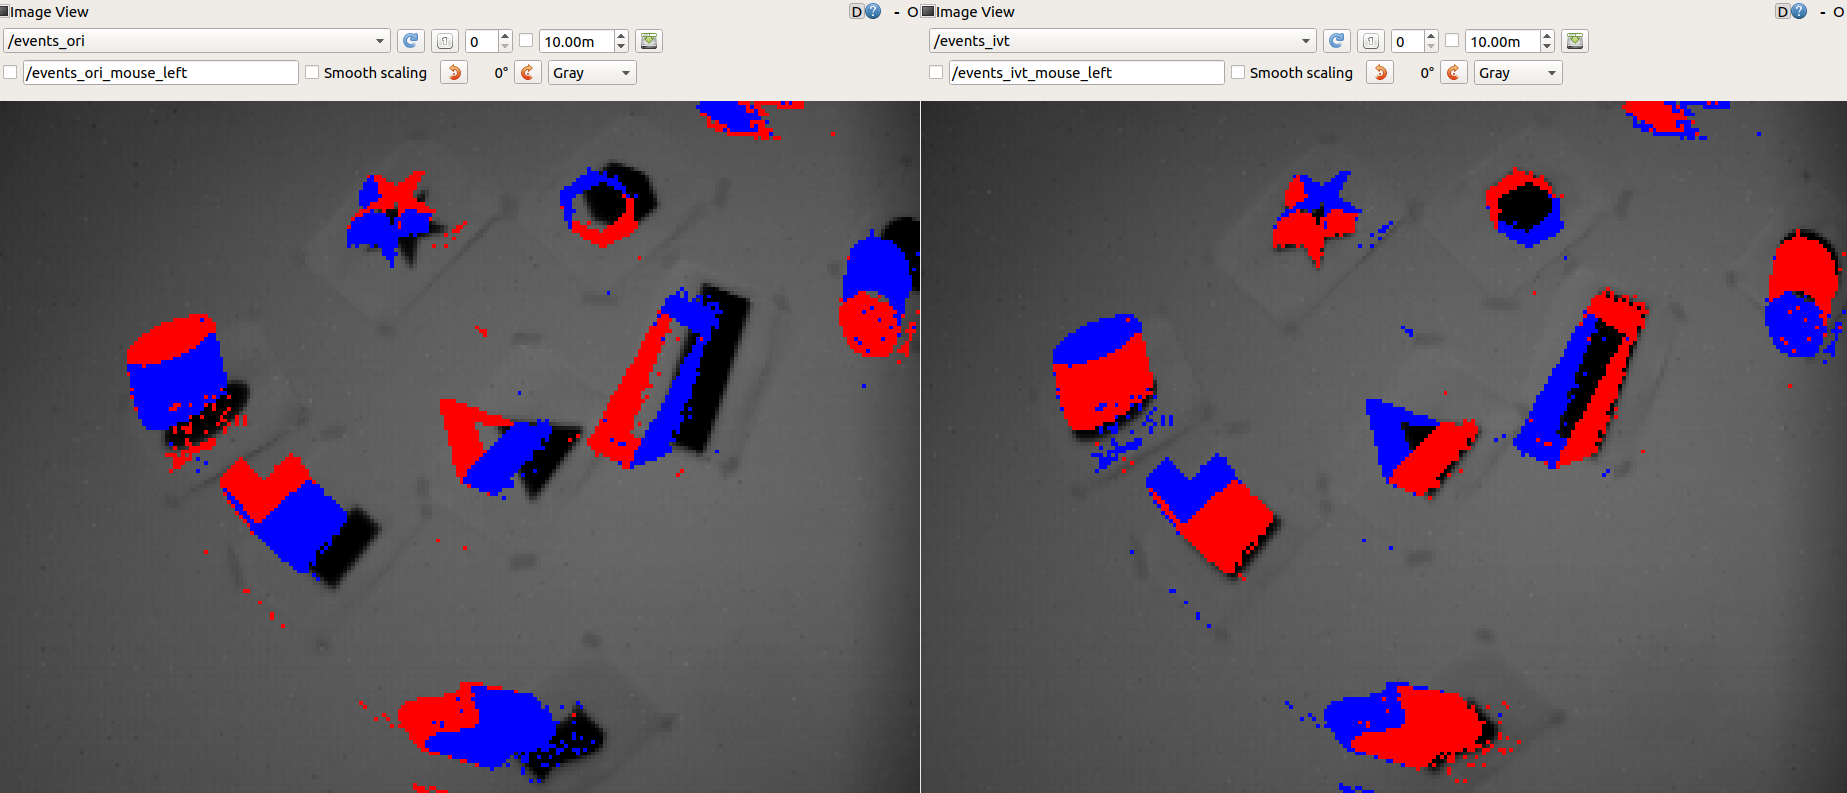 Image View D ? - O
/events_ori 0 10.00m
/events_ori_mouse_left Smooth scaling 0° Gray
Image View D ? - O
/events_ivt 0 10.00m
/events_ivt_mouse_left Smooth scaling 0° Gray